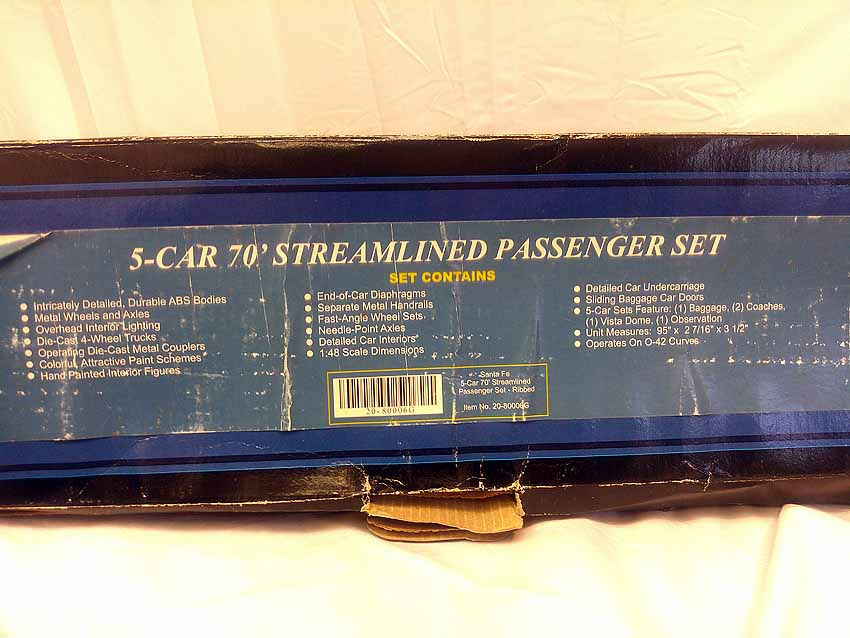 5-CAR 70' STREAMLINED PASSENGER SET
SET CONTAINS
● Intricately Detailed, Durable ABS Bodies
● Metal Wheels and Axles
● Overhead Interior Lighting
● Die-Cast 4-Wheel Trucks
● Operating Die-Cast Metal Couplers
● Colorful, Attractive Paint Schemes
● Hand Painted Interior Figures
● End-of-Car Diaphragms
● Separate Metal Handrails
● Fast-Angle Wheel Sets
● Needle-Point Axles
● Detailed Car Interiors
● 1:48 Scale Dimensions
● Detailed Car Undercarriage
● Sliding Baggage Car Doors
● 5-Car Sets Feature: (1) Baggage, (2) Coaches,
(1) Vista Dome, (1) Observation
● Unit Measures: 95" x 2 7/16" x 3 1/2"
● Operates On O-42 Curves
20-80006G
Santa Fe
5-Car 70' Streamlined
Passenger Set - Ribbed
Item No. 20-80006G